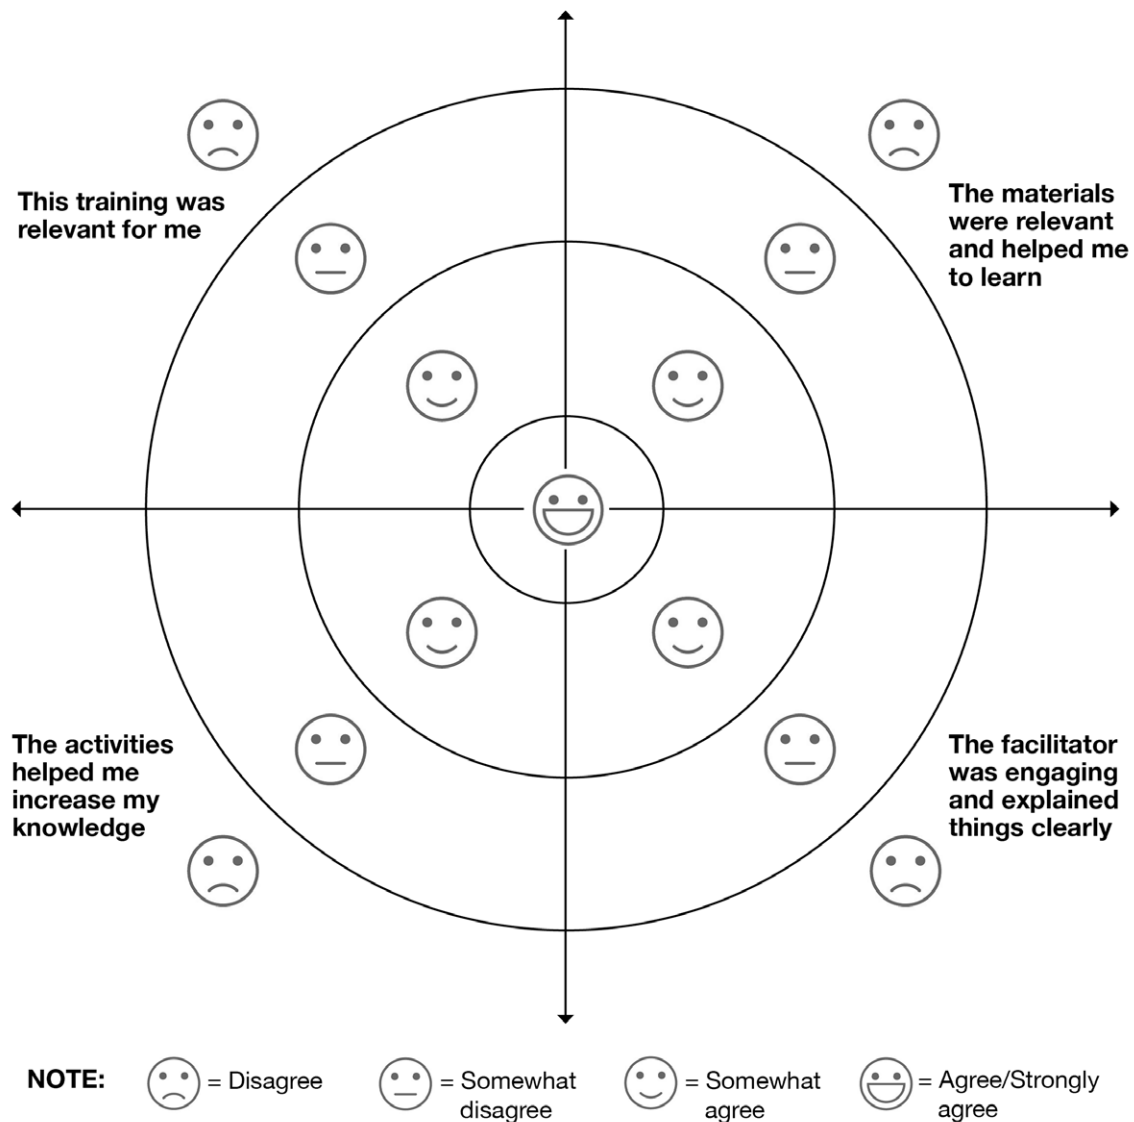 This training was
relevant for me
The materials
were relevant
and helped me
to learn
The activities
helped me
increase my
knowledge
The facilitator
was engaging
and explained
things clearly
NOTE:
= Disagree
= Somewhat
disagree
= Somewhat
agree
= Agree/Strongly
agree